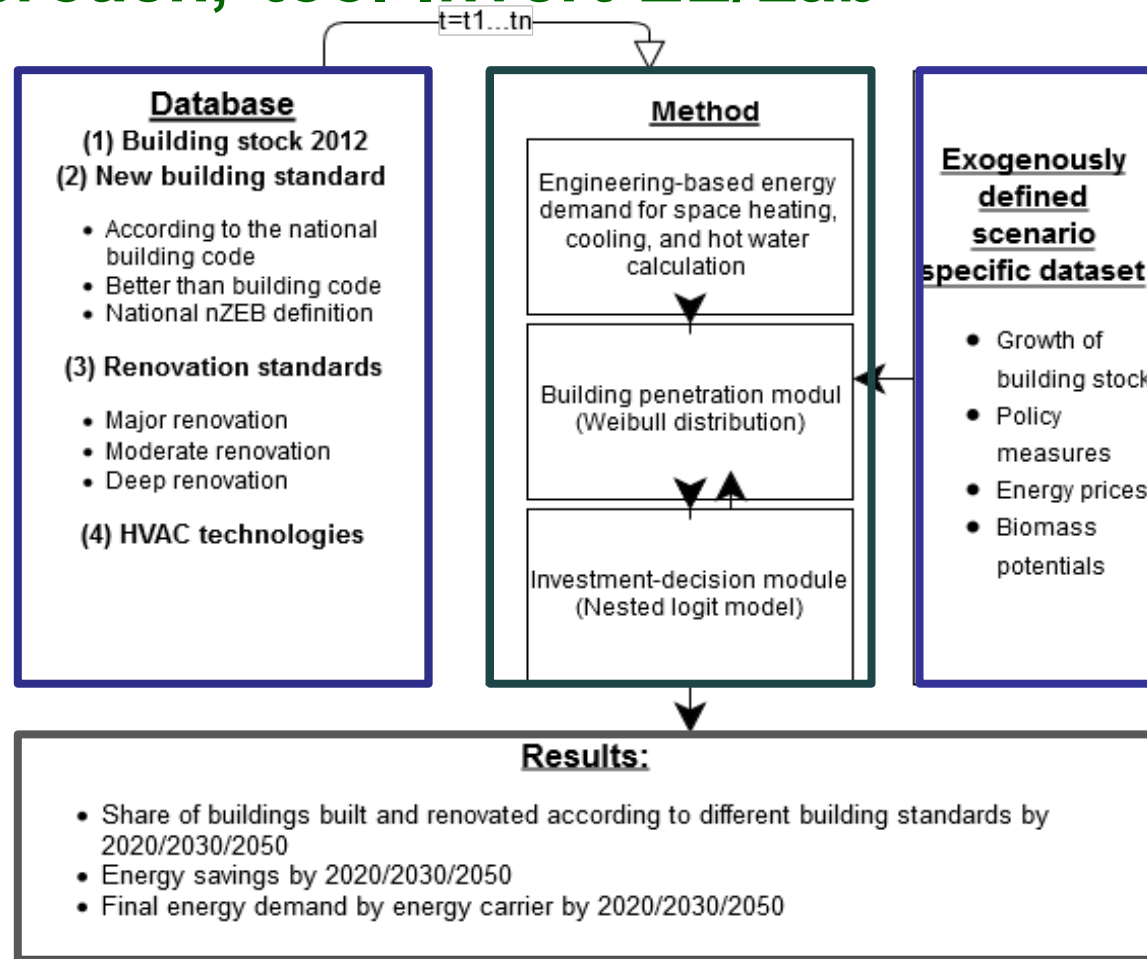 tool Invert-EE/Lab
t=t1...tn
Database
(1) Building stock 2012
(2) New building standard
• According to the national
building code
• Better than building code
• National nZEB definition
(3) Renovation standards
• Major renovation
• Moderate renovation
• Deep renovation
(4) HVAC technologies
Method
Engineering-based energy
demand for space heating,
cooling, and hot water
calculation
Building penetration modul
(Weibull distribution)
Investment-decision module
(Nested logit model)
Exogenously
defined
scenario
specific dataset
• Growth of
building stock
• Policy
measures
• Energy prices
• Biomass
potentials
Results:
• Share of buildings built and renovated according to different building standards by
2020/2030/2050
• Energy savings by 2020/2030/2050
• Final energy demand by energy carrier by 2020/2030/2050